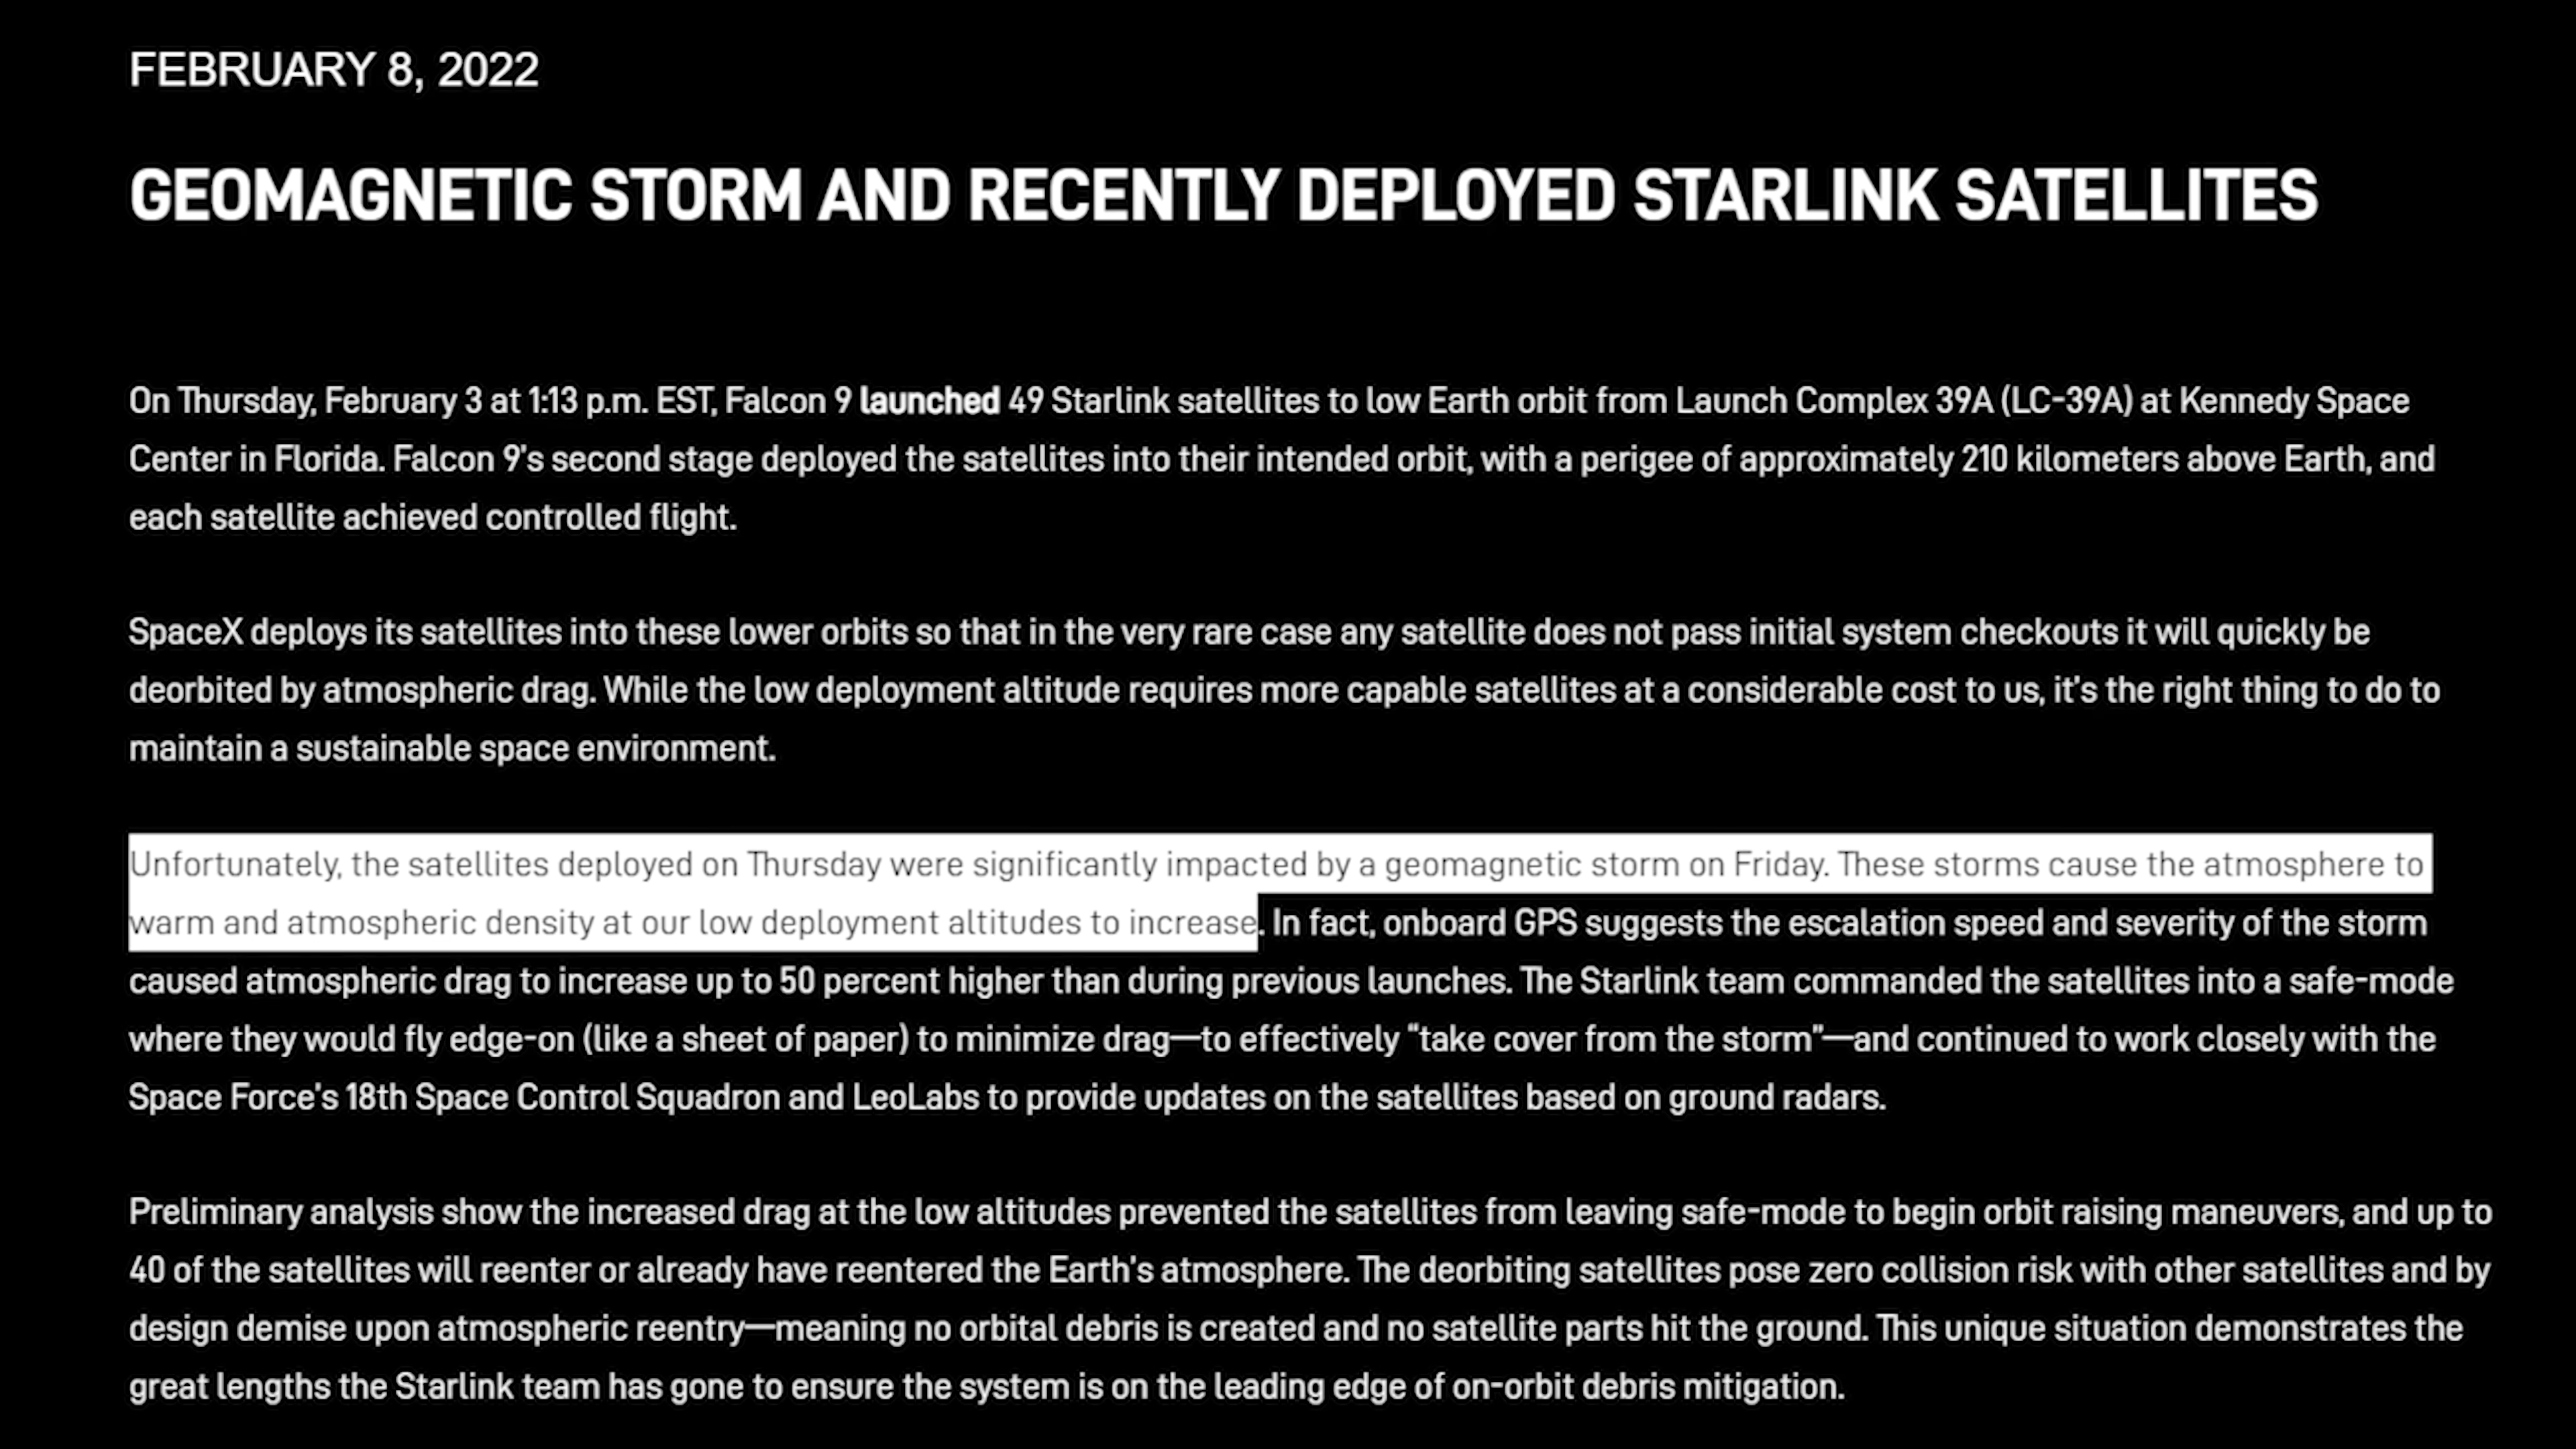 FEBRUARY 8, 2022
GEOMAGNETIC STORM AND RECENTLY DEPLOYED STARLINK SATELLITES
On Thursday, February 3 at 1:13 p.m. EST, Falcon 9 launched 49 Starlink satellites to low Earth orbit from Launch Complex 39A (LC-39A) at Kennedy Space
Center in Florida. Falcon 9's second stage deployed the satellites into their intended orbit, with a perigee of approximately 210 kilometers above Earth, and
each satellite achieved controlled flight.
SpaceX deploys its satellites into these lower orbits so that in the very rare case any satellite does not pass initial system checkouts it will quickly be
deorbited by atmospheric drag. While the low deployment altitude requires more capable satellites at a considerable cost to us, it's the right thing to do to
maintain a sustainable space environment.
Unfortunately, the satellites deployed on Thursday were significantly impacted by a geomagnetic storm on Friday. These storms cause the atmosphere to
warm and atmospheric density at our low deployment altitudes to increase. In fact, onboard GPS suggests the escalation speed and severity of the storm
caused atmospheric drag to increase up to 50 percent higher than during previous launches. The Starlink team commanded the satellites into a safe-mode
where they would fly edge-on (like a sheet of paper) to minimize drag—to effectively “take cover from the storm”—and continued to work closely with the
Space Force's 18th Space Control Squadron and LeoLabs to provide updates on the satellites based on ground radars.
Preliminary analysis show the increased drag at the low altitudes prevented the satellites from leaving safe-mode to begin orbit raising maneuvers, and up to
40 of the satellites will reenter or already have reentered the Earth's atmosphere. The deorbiting satellites pose zero collision risk with other satellites and by
design demise upon atmospheric reentry—meaning no orbital debris is created and no satellite parts hit the ground. This unique situation demonstrates the
great lengths the Starlink team has gone to ensure the system is on the leading edge of on-orbit debris mitigation.